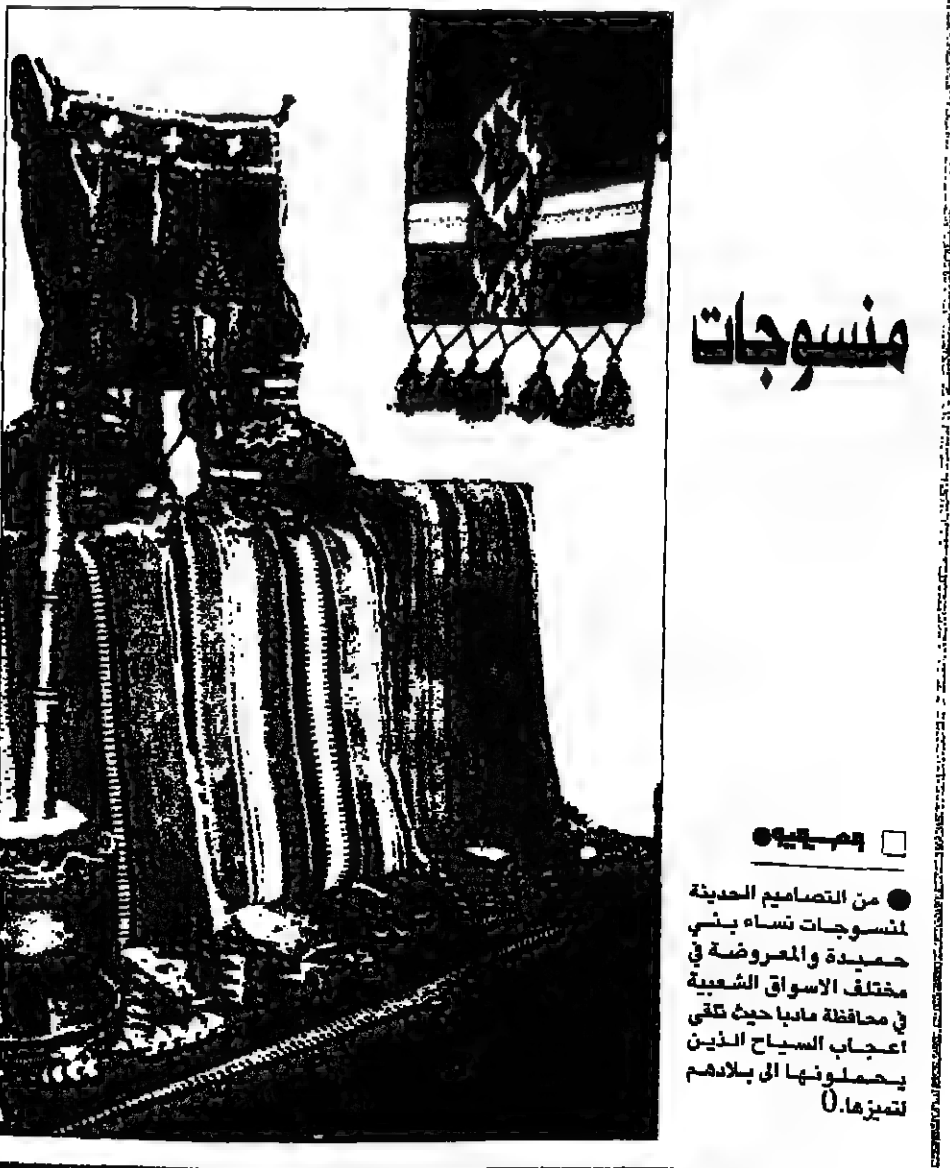 منسوجات
من التصاميم الحديثة
لمنسوجات نساء بني
حميدة والمعروضة في
مختلف الاسواق الشعبية
في محافظة مادبا حيث تلقى
اعجاب السياح الذين
يحملونها الى بلادهم
لتميزها.()